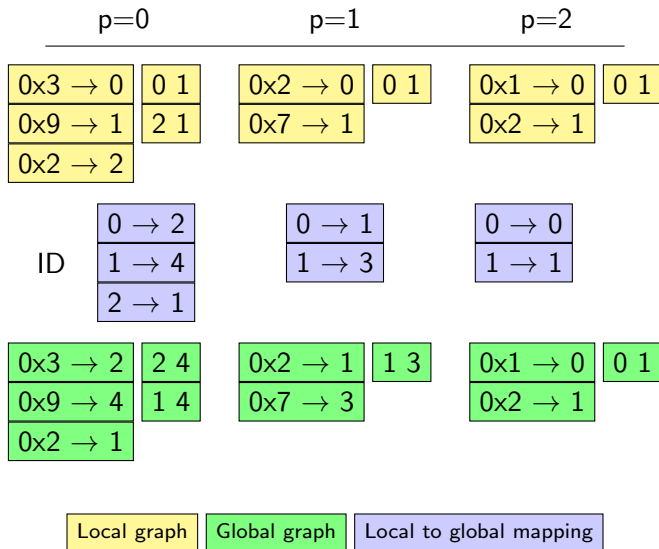 p=0 p=1 p=2
0x3 → 0 0 1 0x2 → 0 0 1 0x1 → 0 0 1
0x9 → 1 2 1 0x7 → 1 0x2 → 1
0x2 → 2
0 → 2 0 → 1 0 → 0
ID 1 → 4 1 → 3 1 → 1
2 → 1
0x3 → 2 2 4 0x2 → 1 1 3 0x1 → 0 0 1
0x9 → 4 1 4 0x7 → 3 0x2 → 1
0x2 → 1
Local graph Global graph Local to global mapping